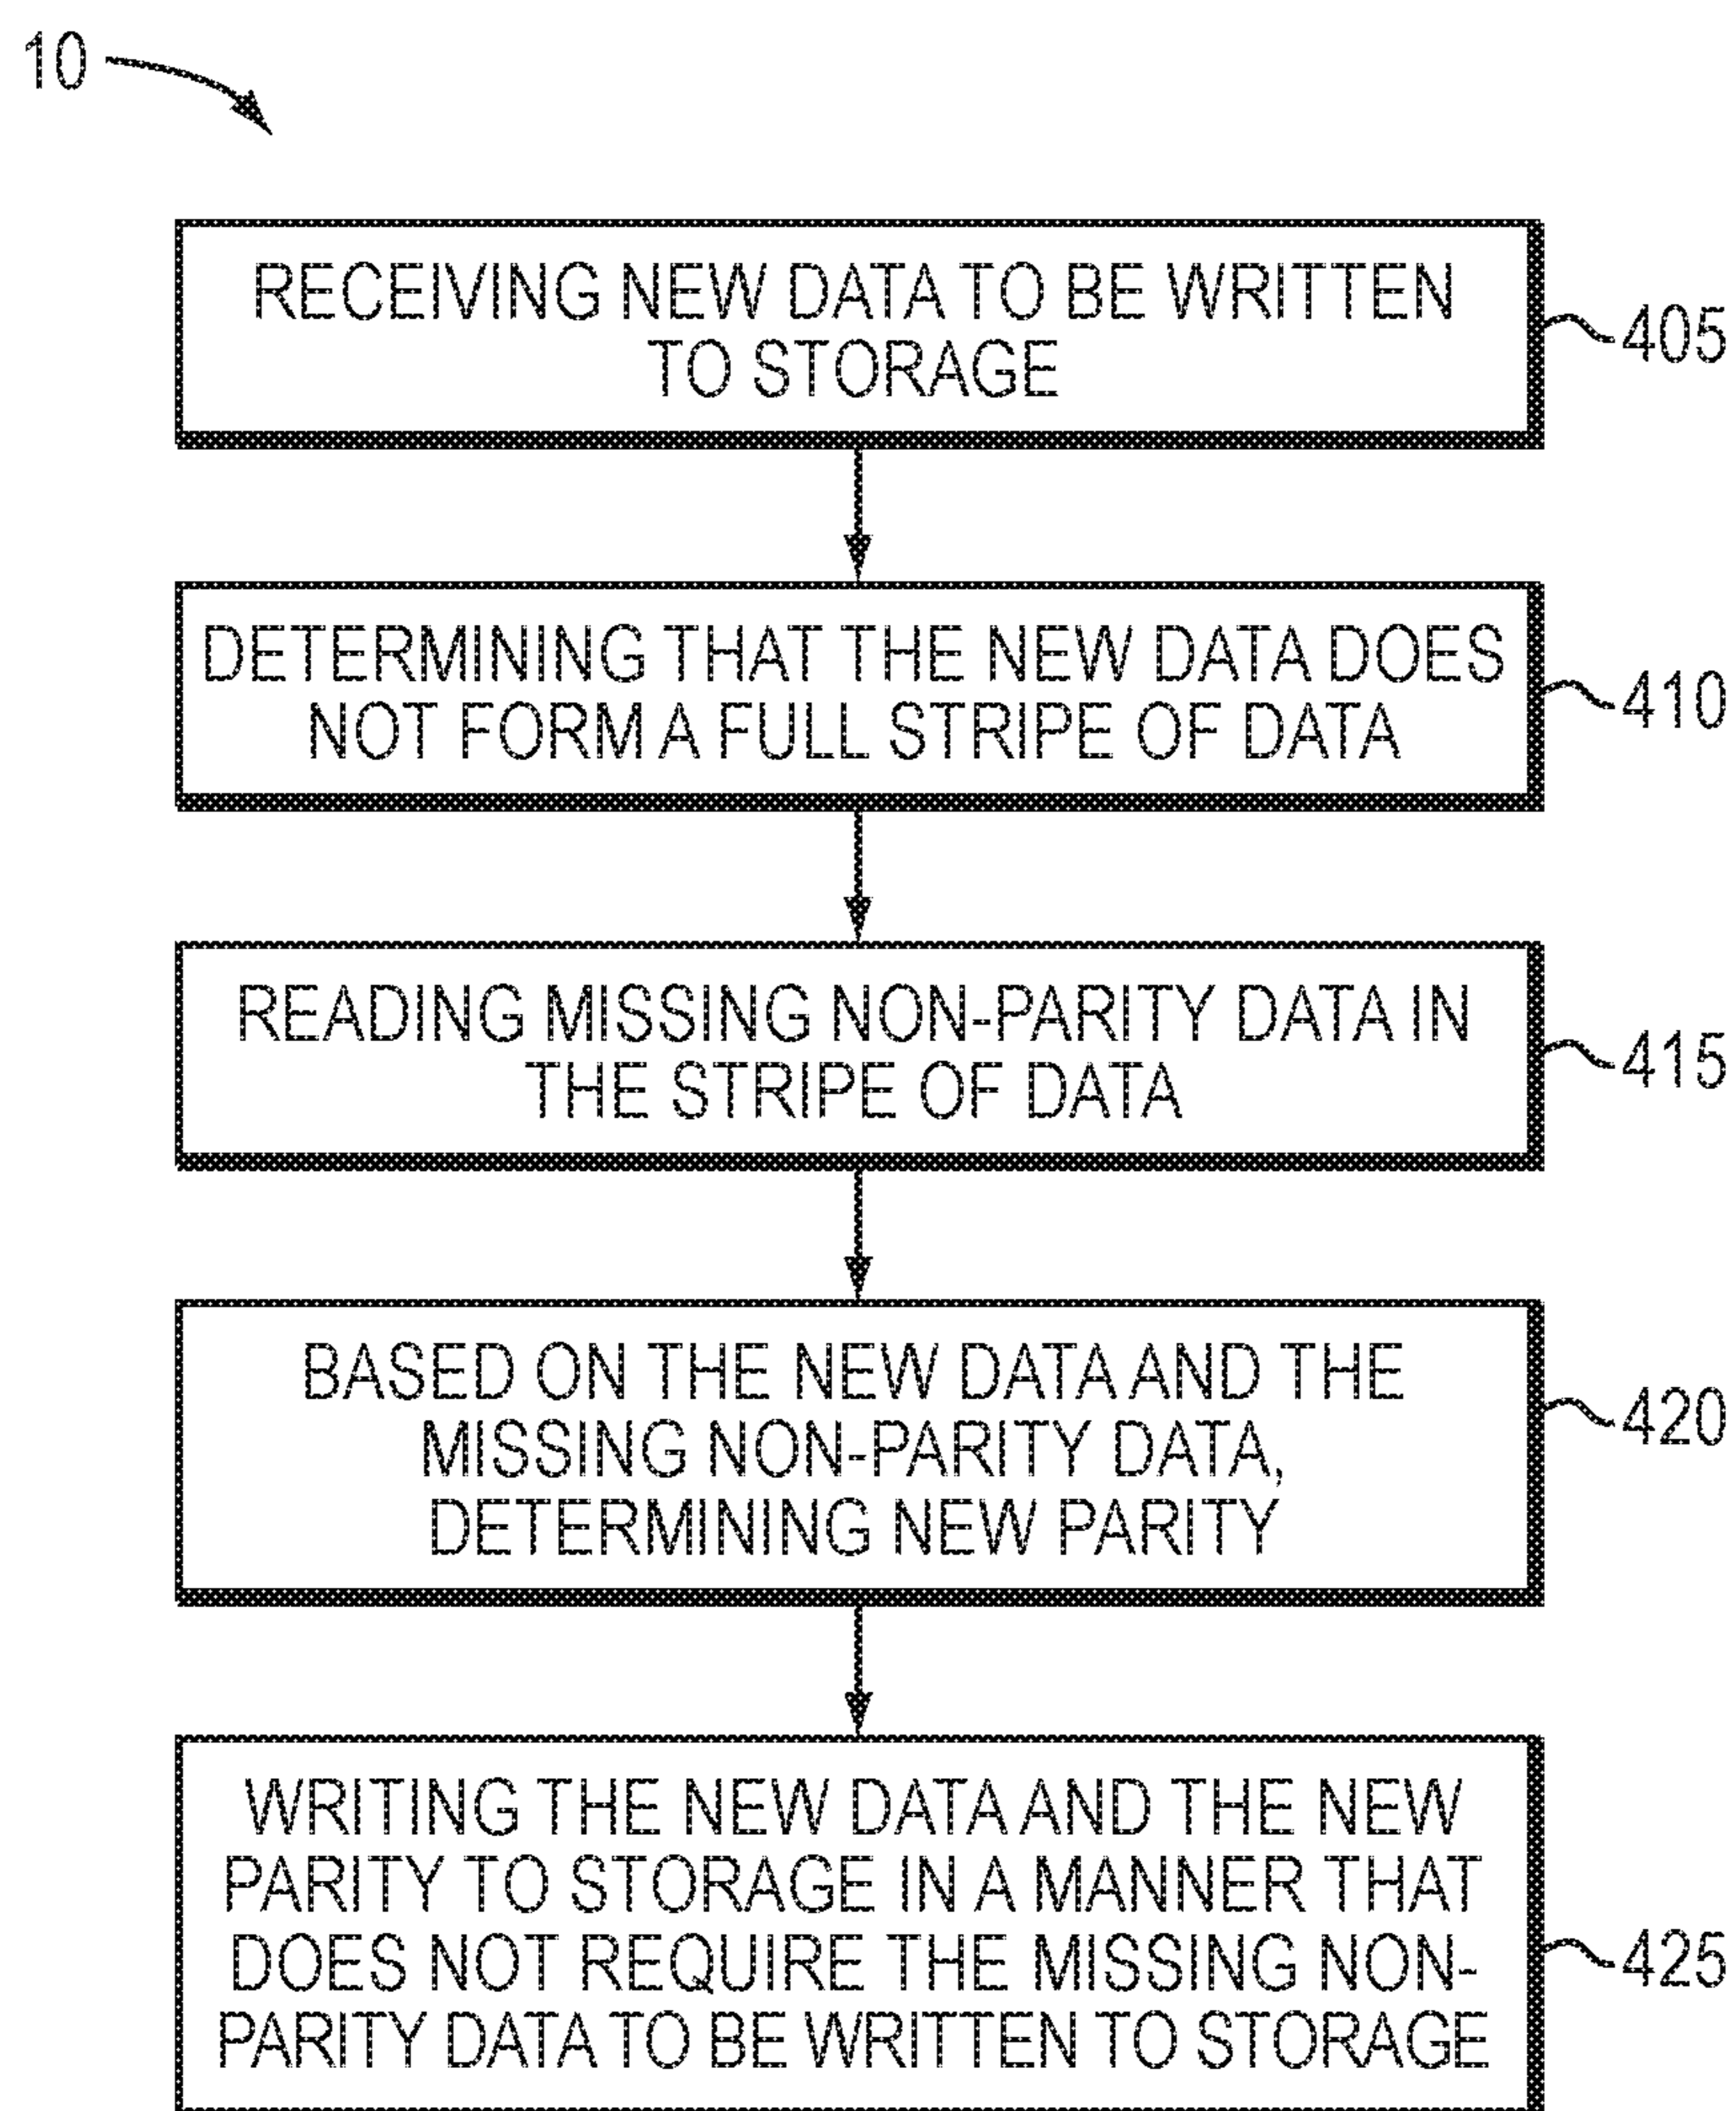 10
RECEIVING NEW DATA TO BE WRITTEN
TO STORAGE
405
DETERMINING THAT THE NEW DATA DOES
NOT FORM A FULL STRIPE OF DATA
410
READING MISSING NON-PARITY DATA IN
THE STRIPE OF DATA
415
BASED ON THE NEW DATA AND THE
MISSING NON-PARITY DATA,
DETERMINING NEW PARITY
420
WRITING THE NEW DATA AND THE NEW
PARITY TO STORAGE IN A MANNER THAT
DOES NOT REQUIRE THE MISSING NON-
PARITY DATA TO BE WRITTEN TO STORAGE
425